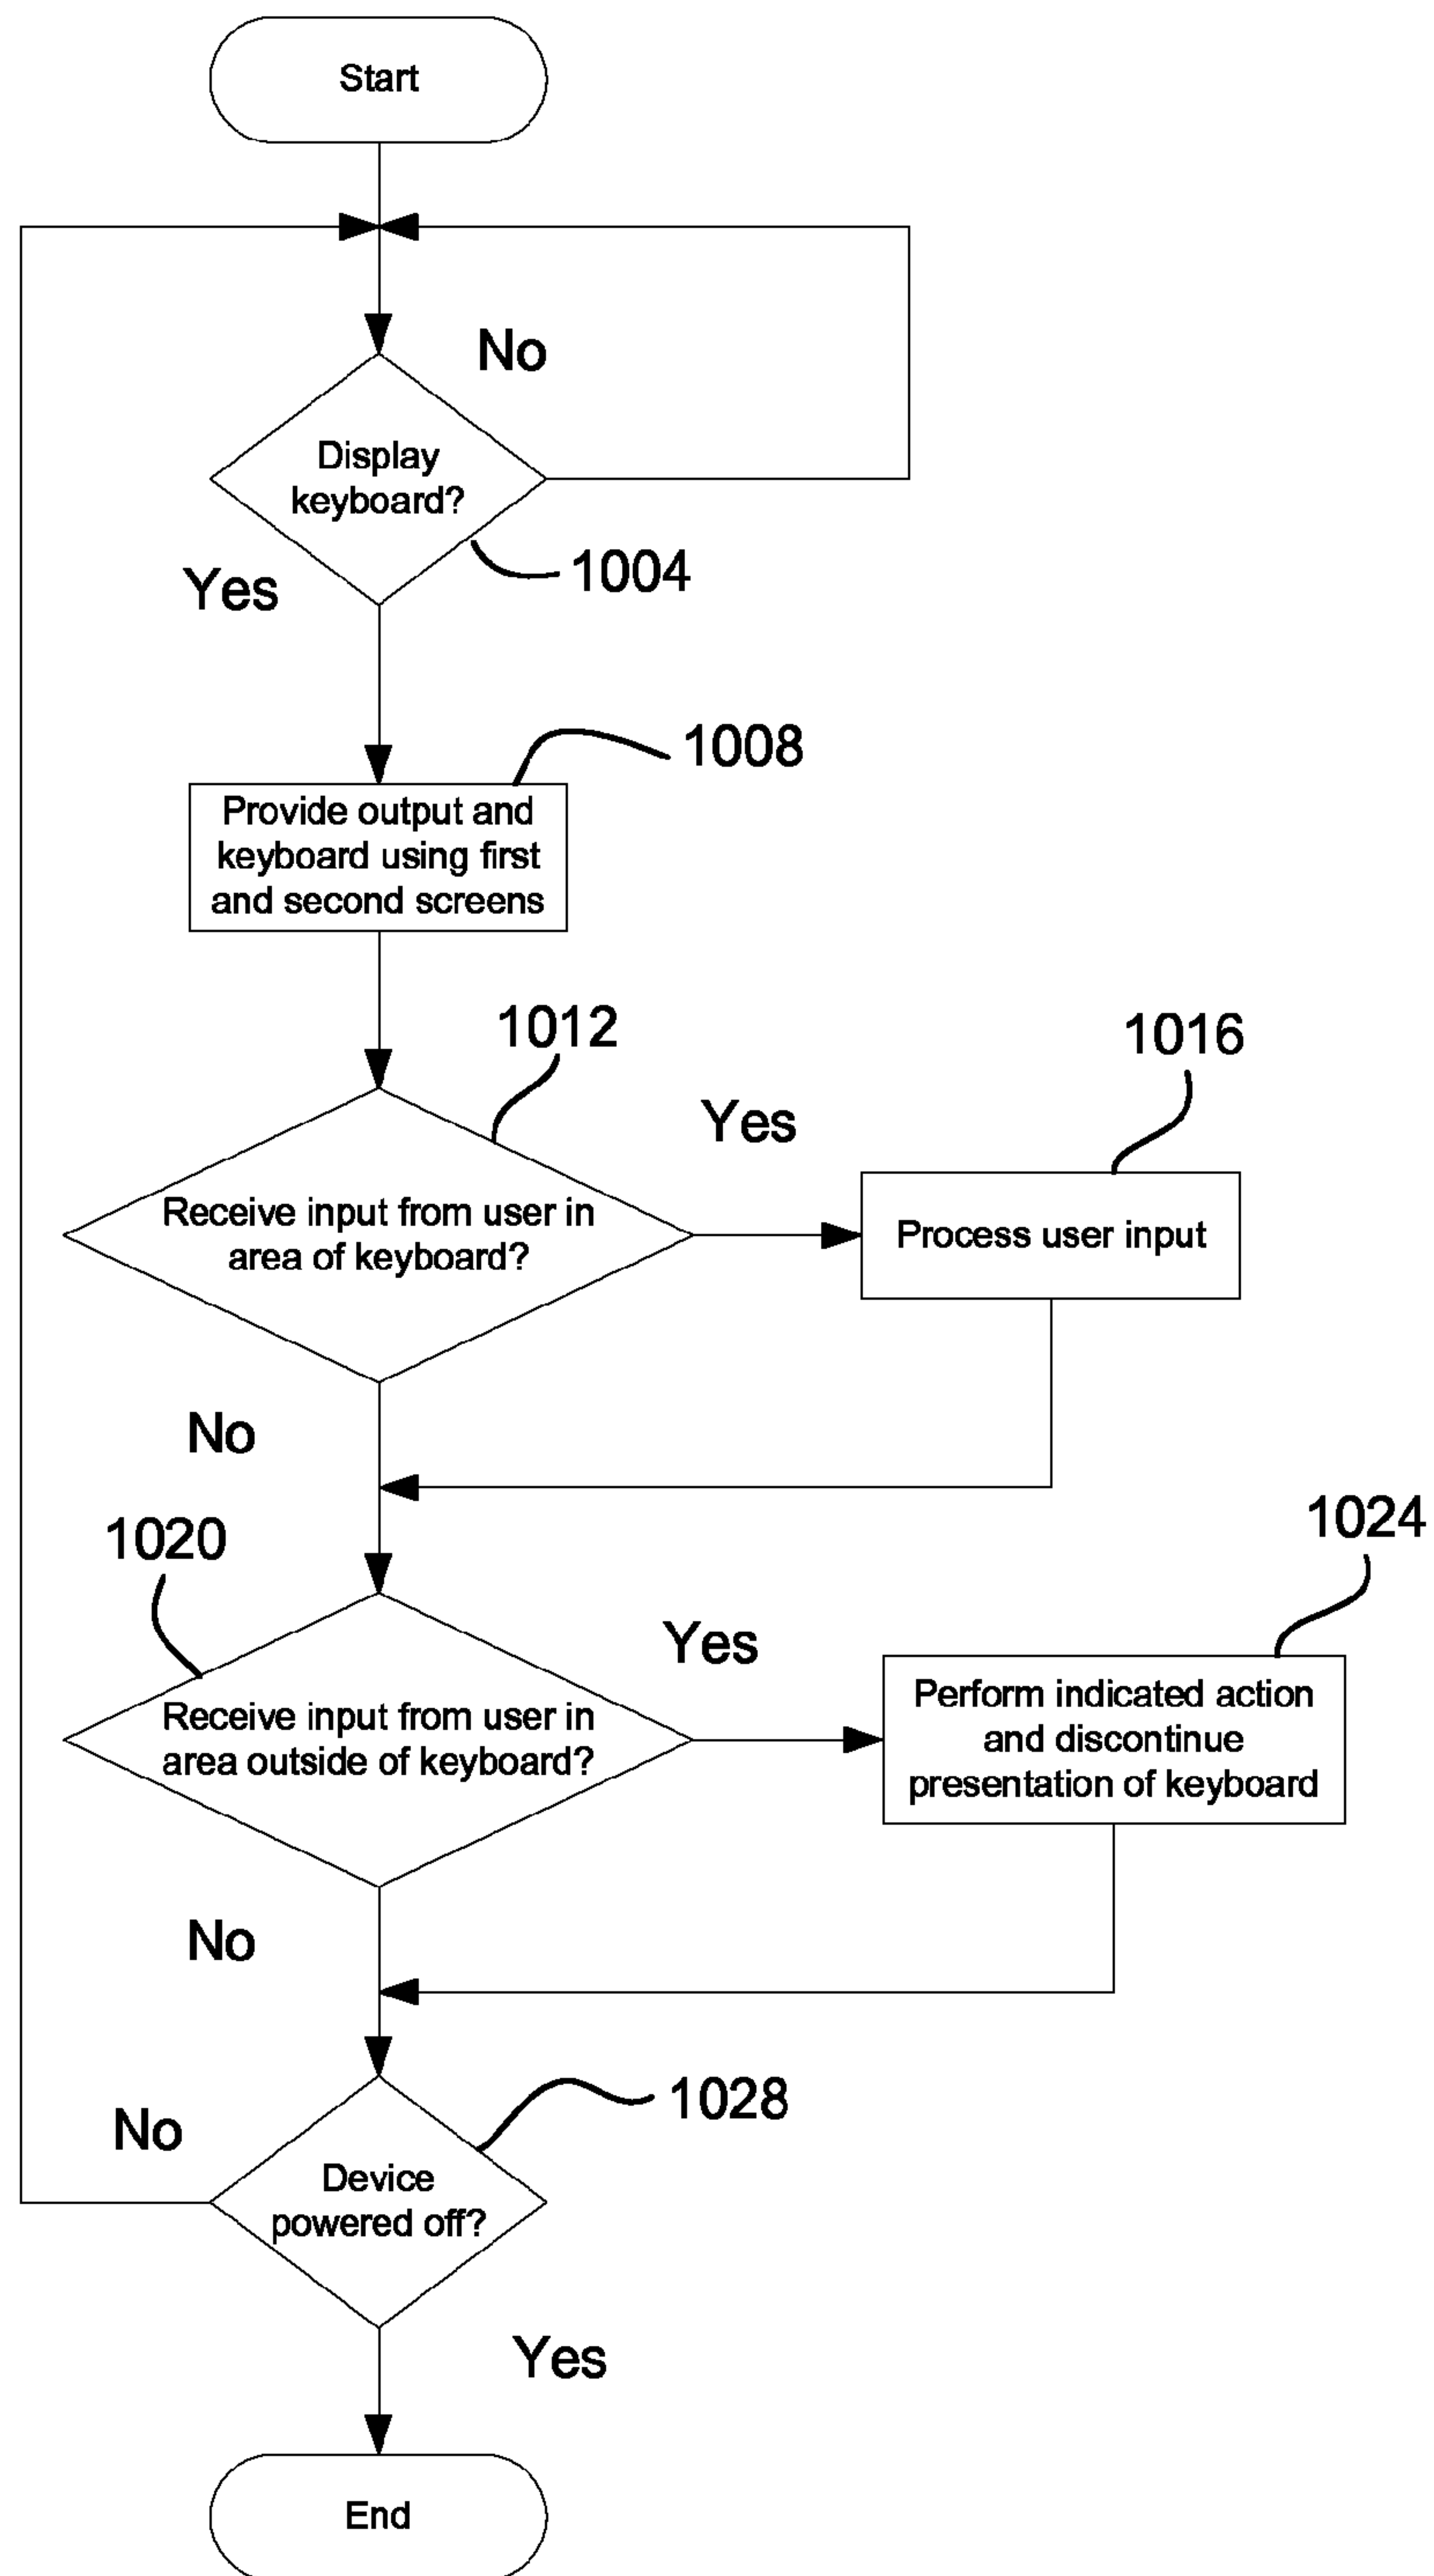 Start
No
Display
keyboard?
1004
Yes
1008
Provide output and
keyboard using first
and second screens
1012
1016
Yes
Receive input from user in
area of keyboard?
Process user input
No
1020
1024
Yes
Receive input from user in
area outside of keyboard?
Perform indicated action
and discontinue
presentation of keyboard
No
1028
No
Device
powered off?
Yes
End